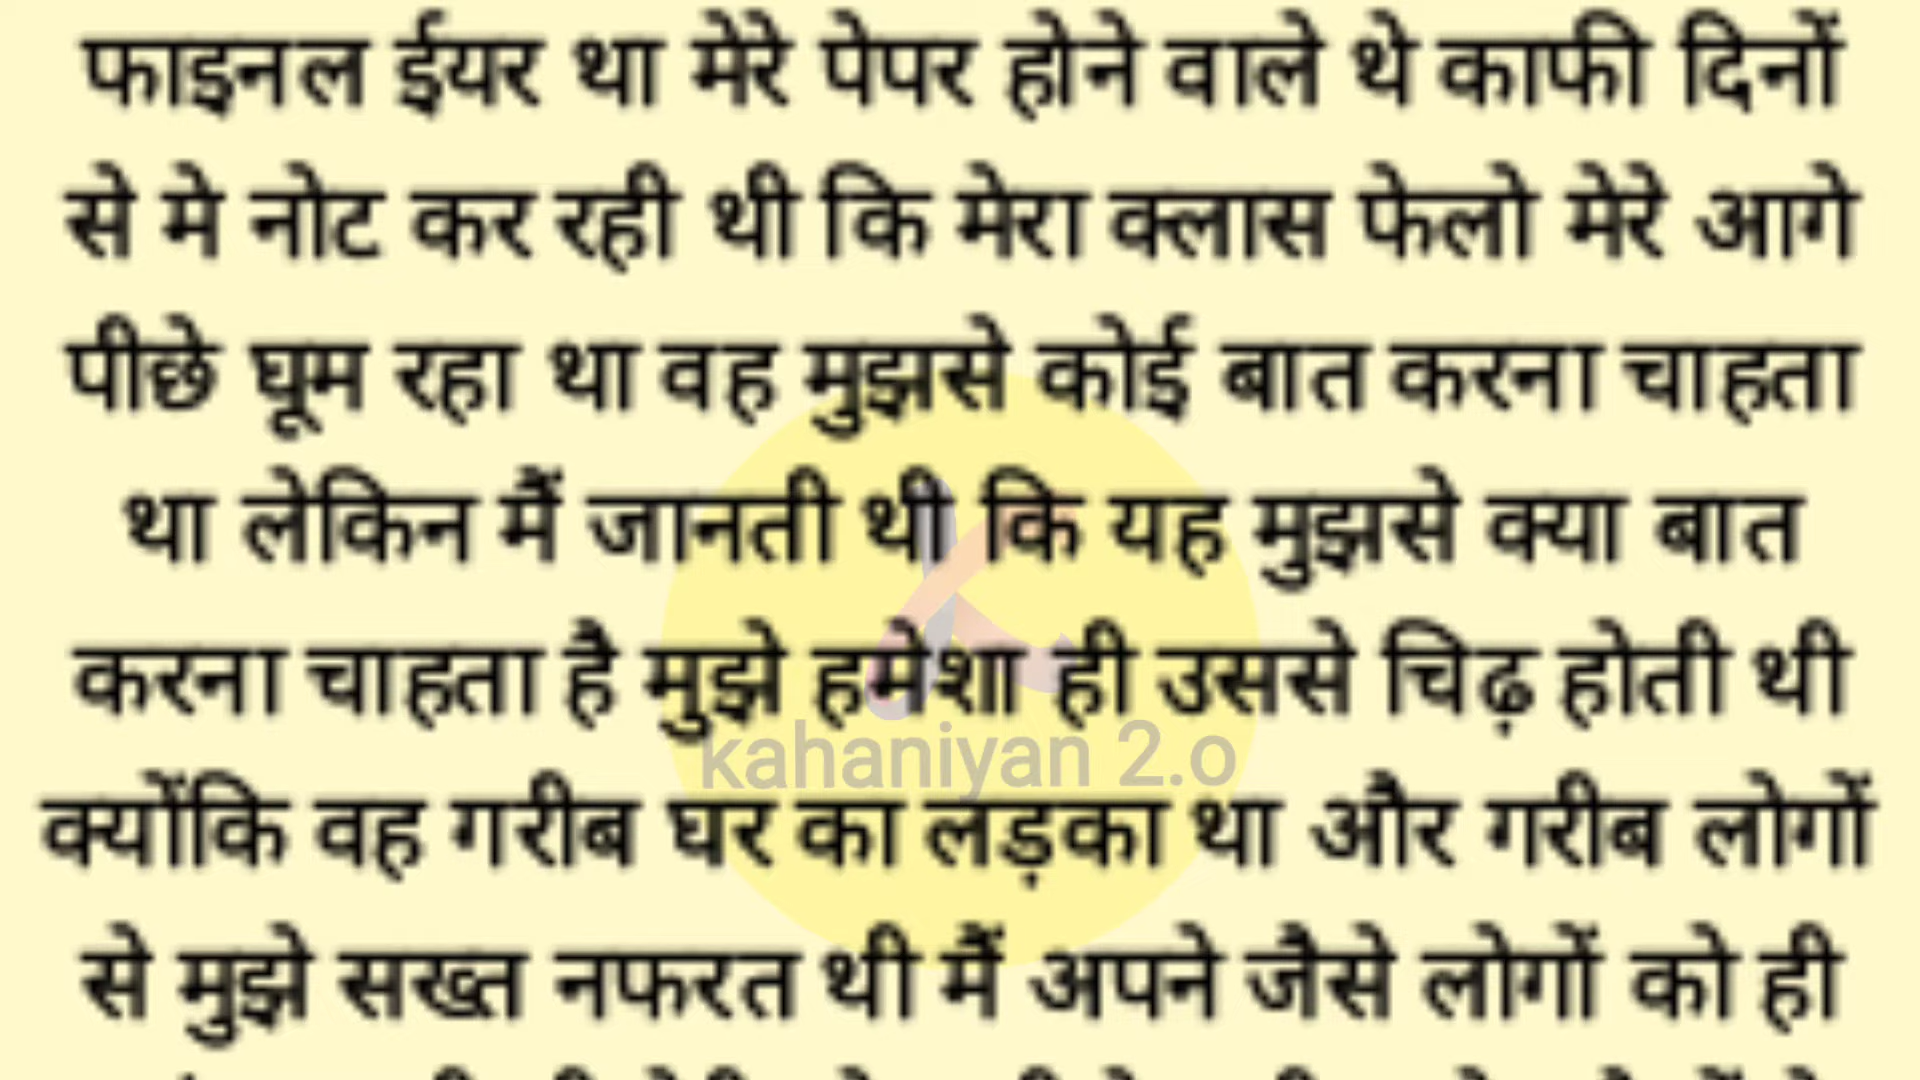 फाइनल ईयर था मेरे पेपर होने वाले थे काफी दिनों
से मे नोट कर रही थी कि मेरा क्लास फेलो मेरे आगे
पीछे घूम रहा था वह मुझसे कोई बात करना चाहता
था लेकिन मैं जानती थी कि यह मुझसे क्या बात
करना चाहता है मुझे हमेशा ही उससे चिढ़ होती थी
kahaniyan 2.o
क्योंकि वह गरीब घर का लड़का था और गरीब लोगों
से मुझे सख्त नफरत थी मैं अपने जैसे लोगों को ही